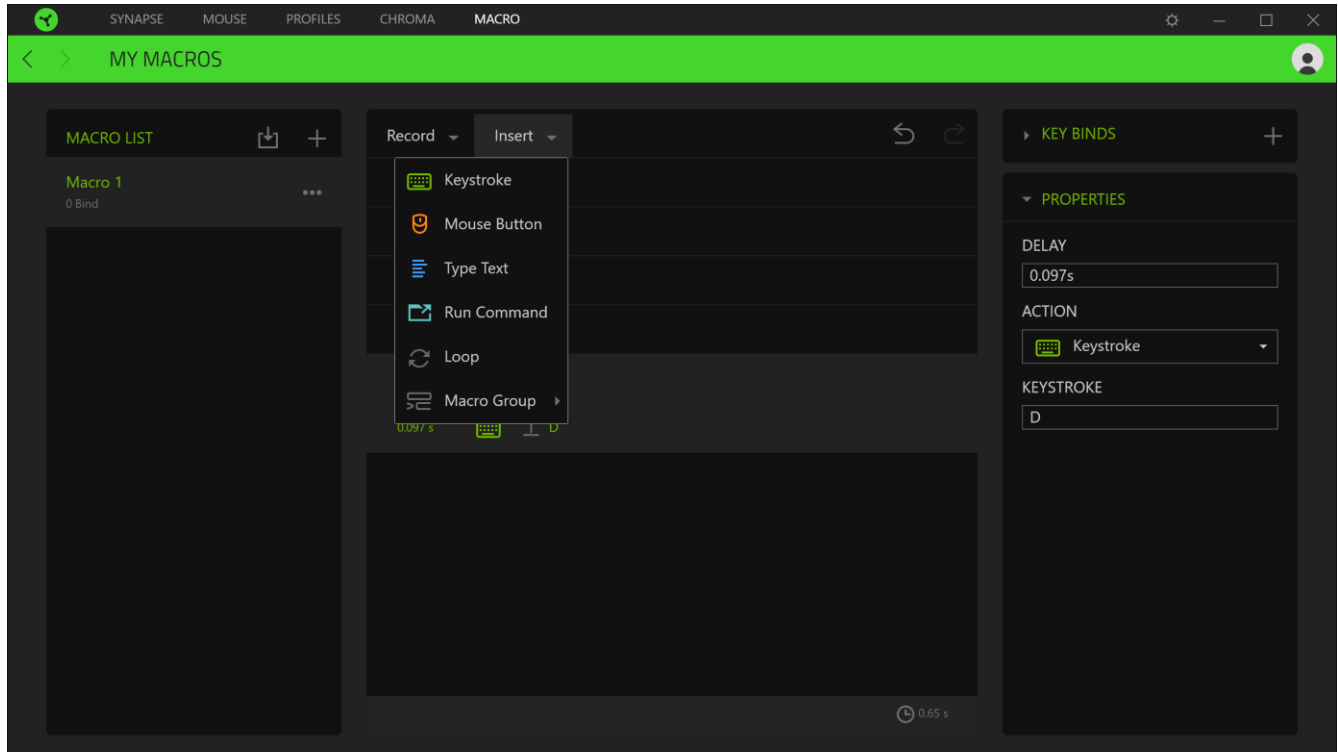 SYNAPSE MOUSE PROFILES CHROMA MACRO
MY MACROS
MACRO LIST
Macro 1
0 Bind
Record Insert
Keystroke
Mouse Button
Type Text
Run Command
Loop
Macro Group
0.097 s D
0.65 s
KEY BINDS
PROPERTIES
DELAY
0.097s
ACTION
Keystroke
KEYSTROKE
D